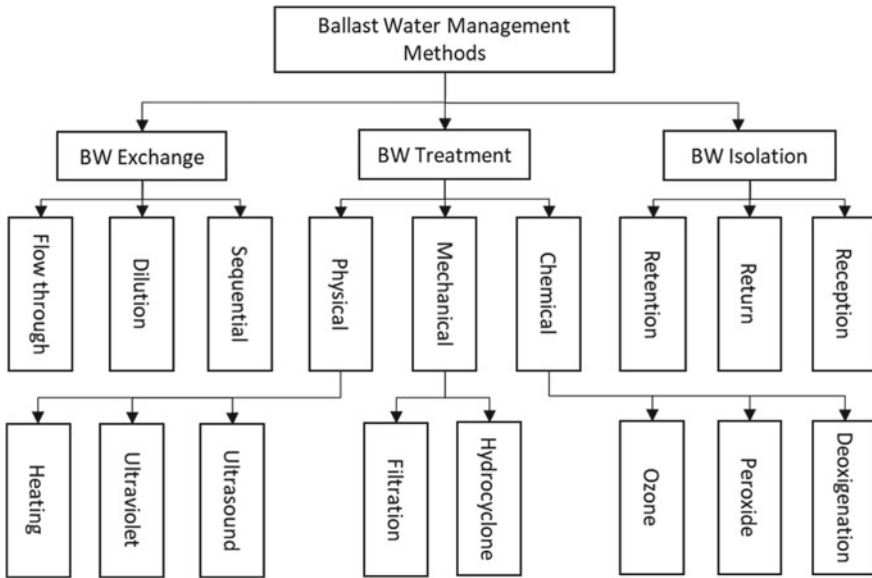 Ballast Water Management
Methods
BW Exchange
BW Treatment
BW Isolation
Flow through
Dilution
Sequential
Physical
Mechanical
Chemical
Retention
Return
Reception
Heating
Ultraviolet
Ultrasound
Filtration
Hydrocyclone
Ozone
Peroxide
Deoxigenation